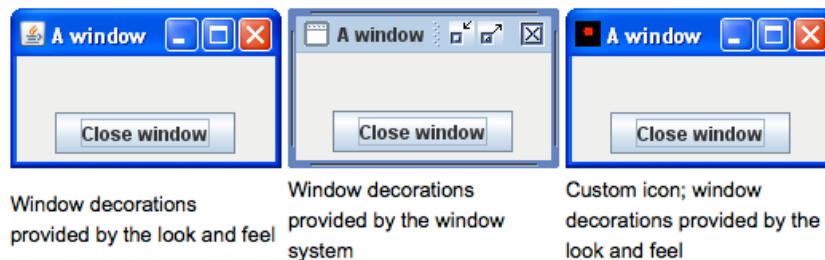 A window
Close window
Window decorations
provided by the look and feel
A window
Close window
Window decorations
provided by the window
system
A window
Close window
Custom icon; window
decorations provided by the
look and feel